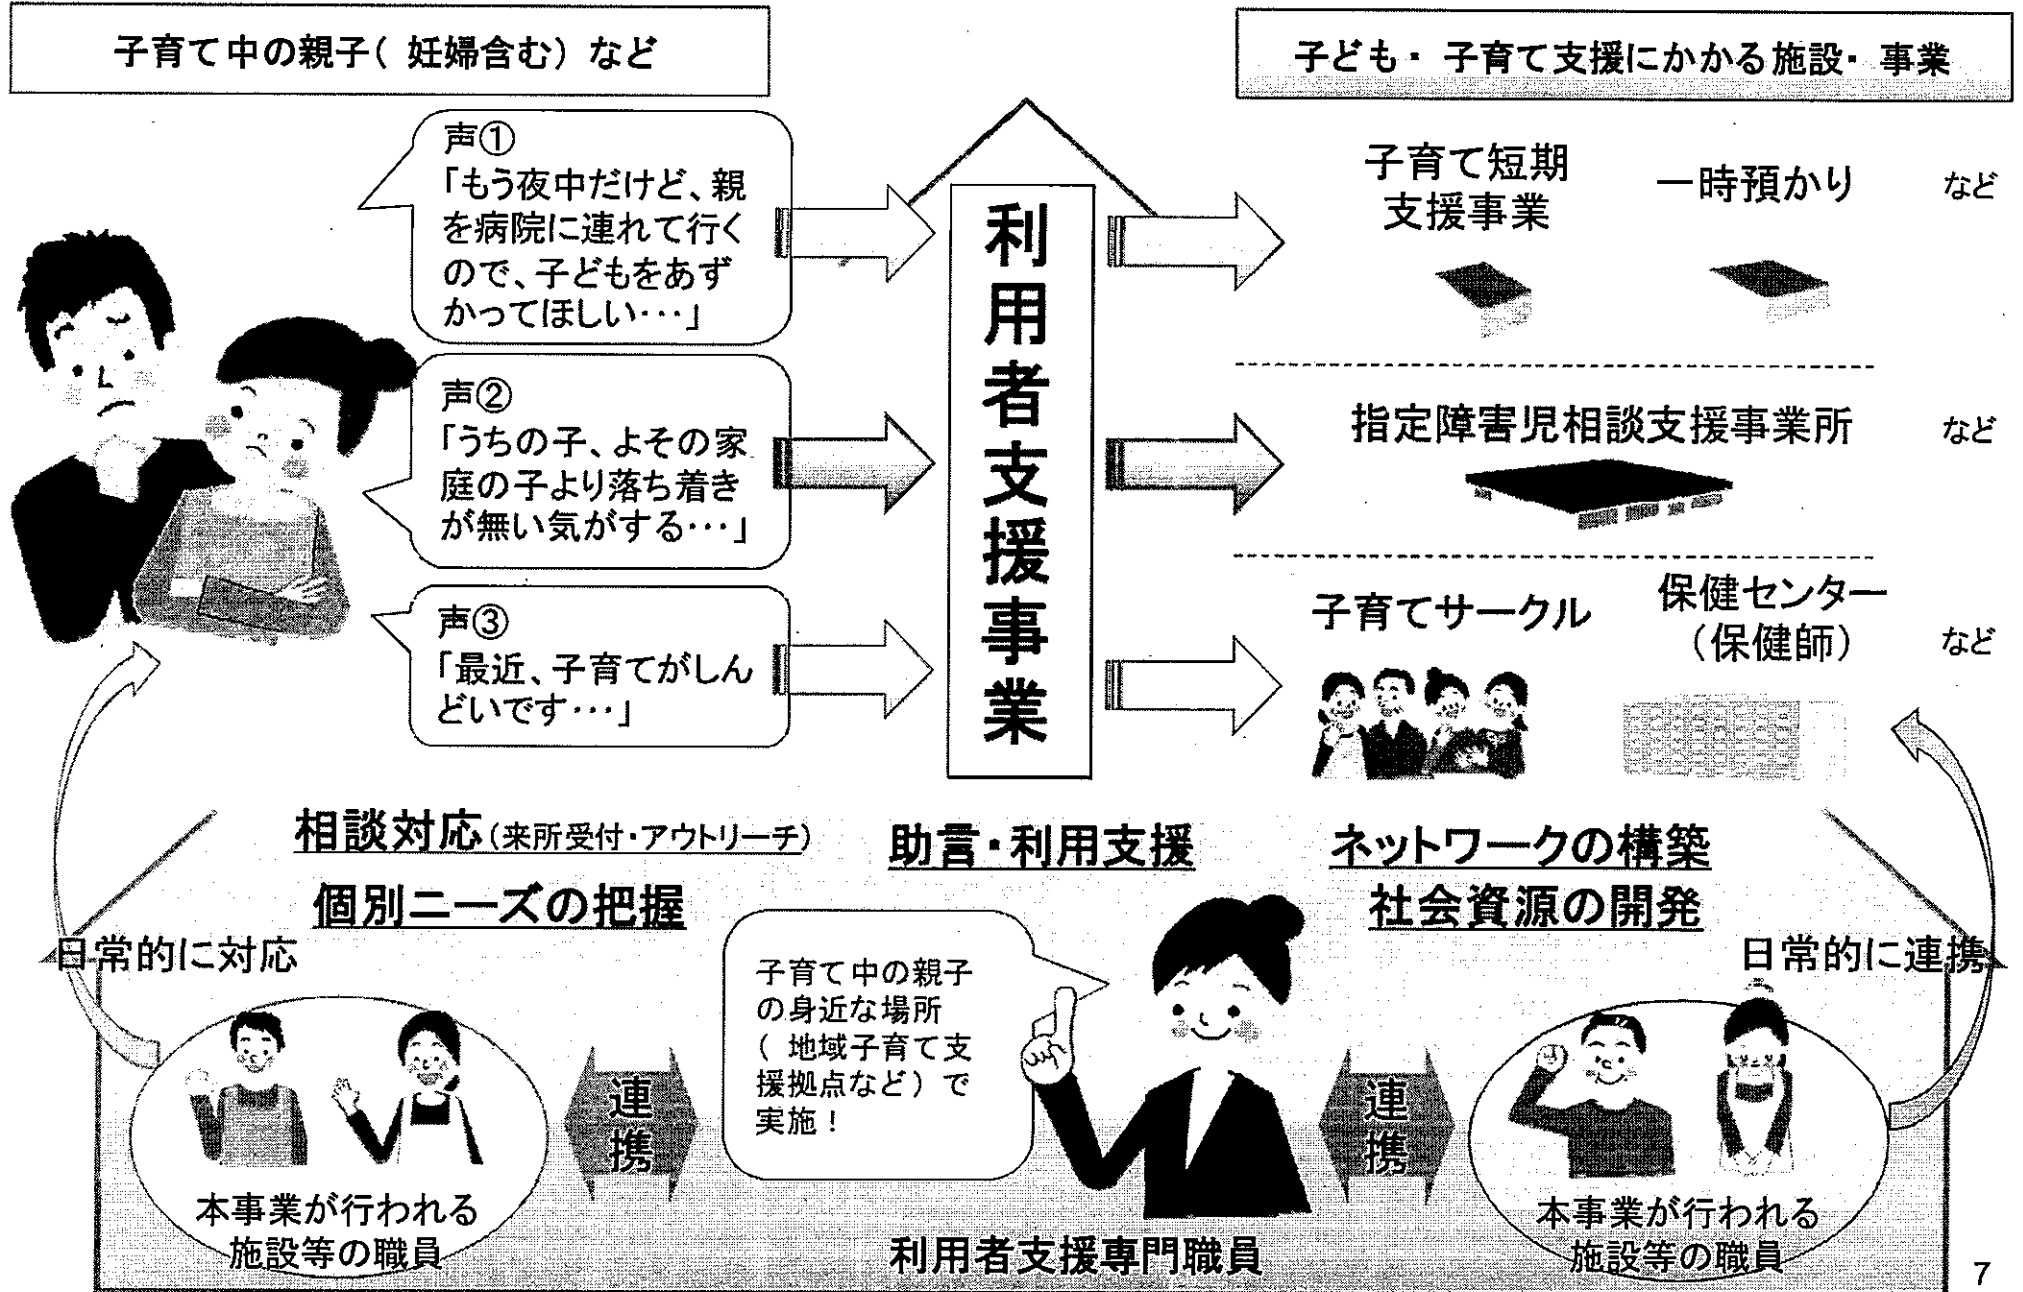 子育て中の親子( 妊婦含む) など
子ども・ 子育て支援にかかる施設・ 事業
声①
「もう夜中だけど、親
を病院に連れて行く
ので、子どもをあず
かってほしい・・・」
声②
「うちの子、よその家
庭の子より落ち着き
が無い気がする・・・」
声③
「最近、子育てがしん
どいです・・・」
利用者支援事業
子育て短期
支援事業
一時預かり
など
指定障害児相談支援事業所
など
子育てサークル
保健センター
(保健師)
など
相談対応(来所受付・アウトリーチ)
個別ニーズの把握
助言・利用支援
ネットワークの構築
社会資源の開発
日常的に対応
日常的に連携
子育て中の親子
の身近な場所
( 地域子育て支
援拠点など) で
実施!
連携
連携
本事業が行われる
施設等の職員
利用者支援専門職員
本事業が行われる
施設等の職員
7